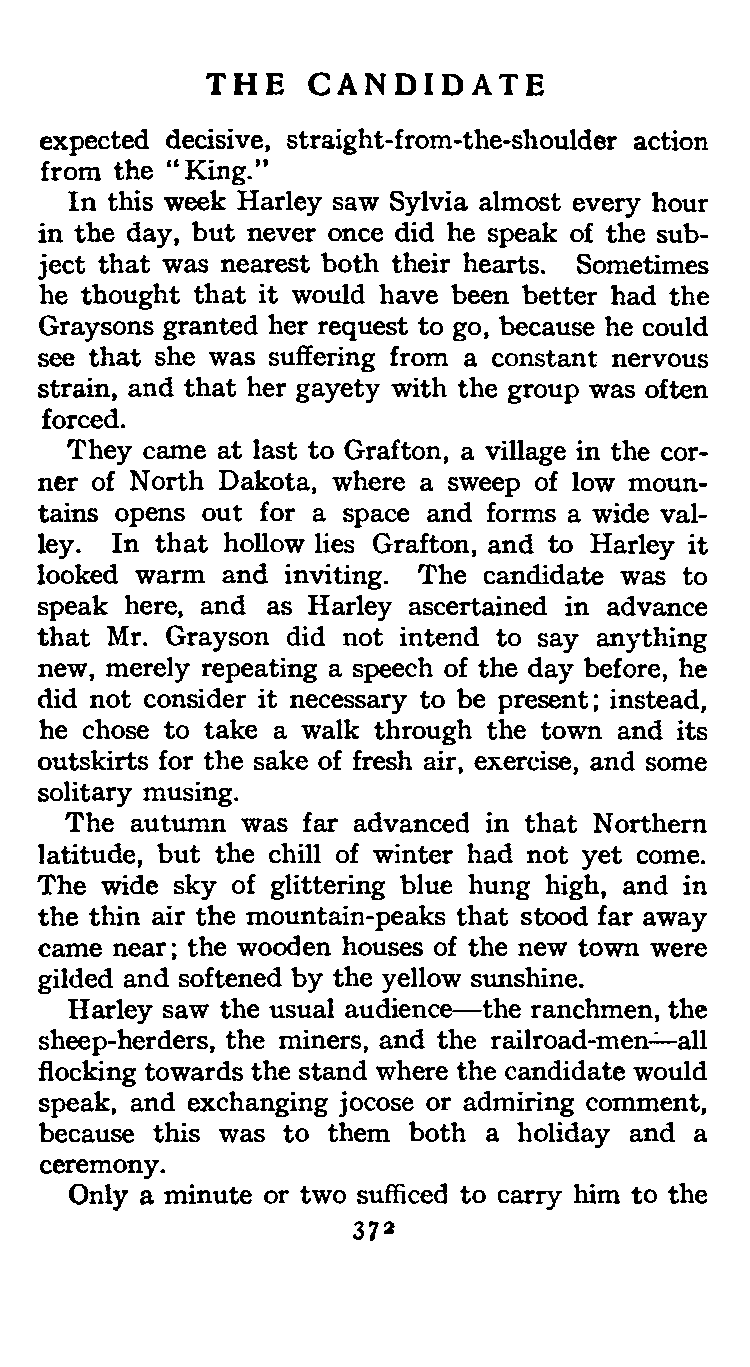 THE CANDIDATE
expected decisive, straight-from-the-shoulder action
from the "King."
In this week Harley saw Sylvia almost every hour
in the day, but never once did he speak of the sub-
ject that was nearest both their hearts. Sometimes
he thought that it would have been better had the
Graysons granted her request to go, because he could
see that she was suffering from a constant nervous
strain, and that her gayety with the group was often
forced.
They came at last to Grafton, a village in the cor-
ner of North Dakota, where a sweep of low moun-
tains opens out for a space and forms a wide val-
ley. In that hollow lies Grafton, and to Harley it
looked warm and inviting. The candidate was to
speak here, and as Harley ascertained in advance
that Mr. Grayson did not intend to say anything
new, merely repeating a speech of the day before, he
did not consider it necessary to be present; instead,
he chose to take a walk through the town and its
outskirts for the sake of fresh air, exercise, and some
solitary musing.
The autumn was far advanced in that Northern
latitude, but the chill of winter had not yet come.
The wide sky of glittering blue hung high, and in
the thin air the mountain-peaks that stood far away
came near; the wooden houses of the new town were
gilded and softened by the yellow sunshine.
Harley saw the usual audience—the ranchmen, the
sheep-herders, the miners, and the railroad-men—all
flocking towards the stand where the candidate would
speak, and exchanging jocose or admiring comment,
because this was to them both a holiday and a
ceremony.
Only a minute or two sufficed to carry him to the
372